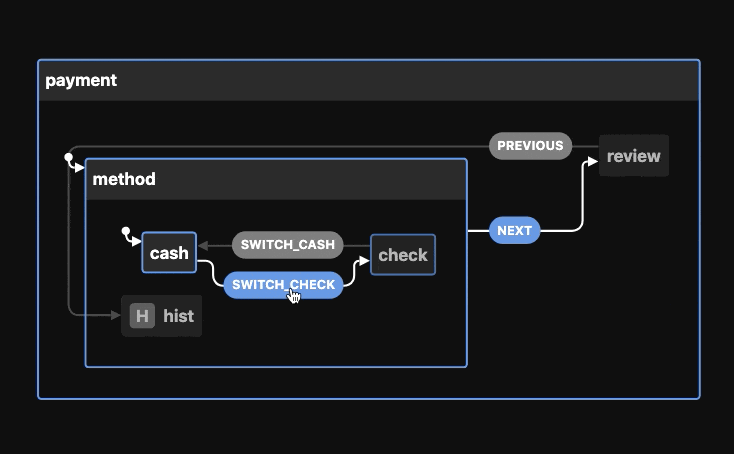 payment
PREVIOUS
review
method
NEXT
SWITCH_CASH
cash
check
SWITCH_CHECK
H hist